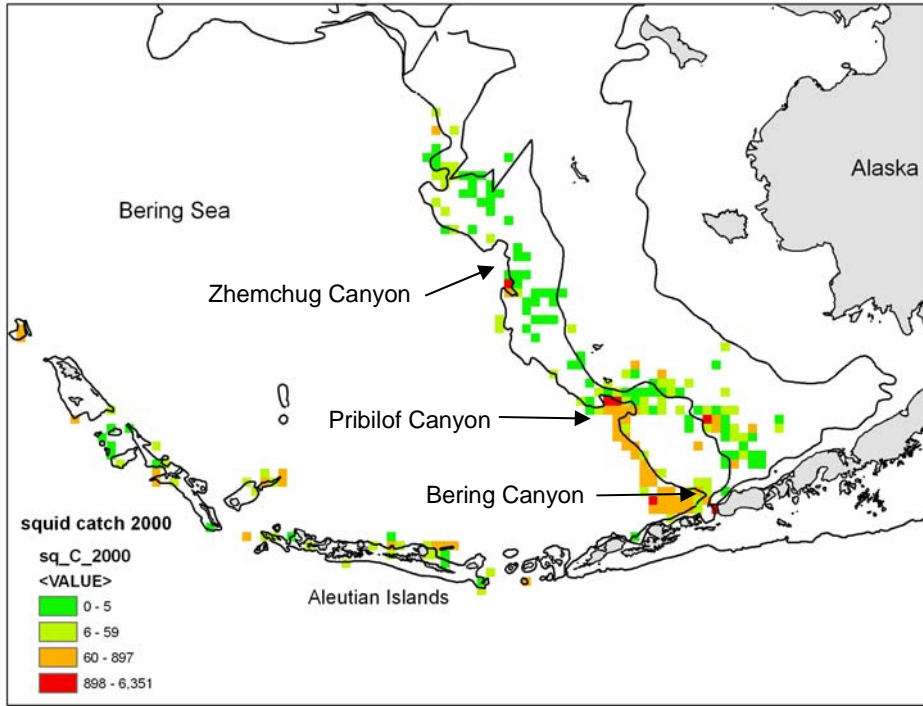 Alaska
Bering Sea
Zhemchug Canyon
Pribilof Canyon
Bering Canyon
Aleutian Islands
squid catch 2000
sq_C_2000
<VALUE>
0 - 5
6 - 59
60 - 897
898 - 6,351